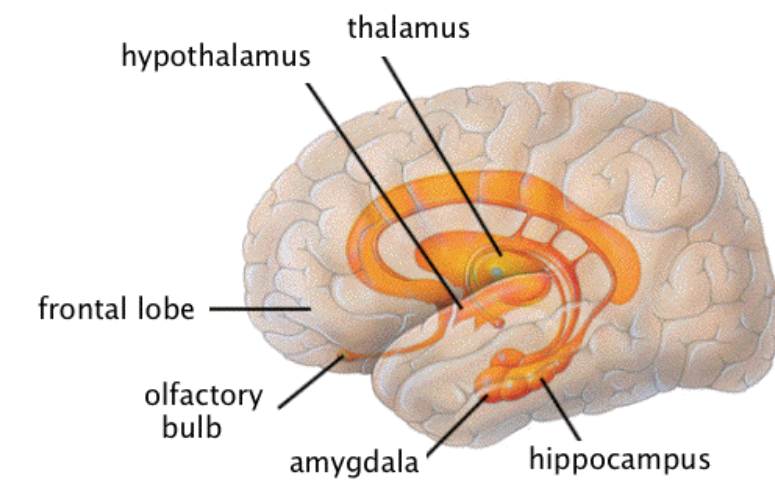 thalamus
hypothalamus
frontal lobe
olfactory
bulb
amygdala
hippocampus